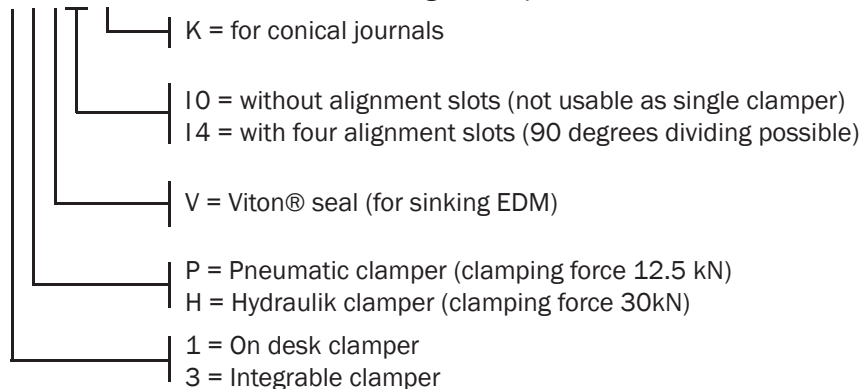 K = for conical journals
I0 = without alignment slots (not usable as single clamper)
I4 = with four alignment slots (90 degrees dividing possible)
V = Viton® seal (for sinking EDM)
P = Pneumatic clamper (clamping force 12.5 kN)
H = Hydraulik clamper (clamping force 30kN)
1 = On desk clamper
3 = Integrable clamper